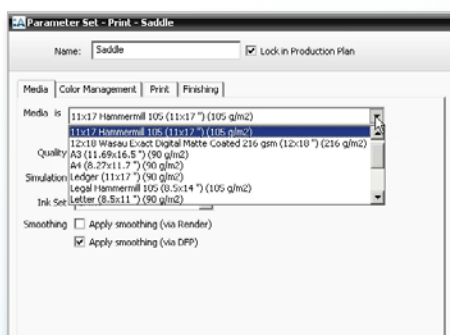 Parameter Set - Print - Saddle
Name: Saddle Lock in Production Plan
Media Color Management Print Finishing
Media is 11x17 Hammermill 105 (11x17 ") (105 g/m2)
11x17 Hammermill 105 (11x17 ") (105 g/m2)
12x18 Wasau Exact Digital Matte Coated 216 gsm (12x18 ") (216 g/m2)
Quality A3 (11.69x16.5 ") (90 g/m2)
A4 (8.27x11.7 ") (90 g/m2)
Simulation Ledger (11x17 ") (90 g/m2)
Legal Hammermill 105 (8.5x14 ") (105 g/m2)
Ink Set Letter (8.5x11 ") (90 g/m2)
Smoothing Apply smoothing (via Render)
Apply smoothing (via DFP)